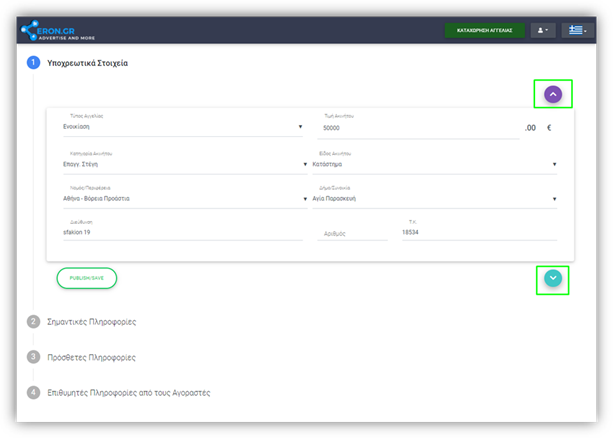 ERON.GR
ADVERTISE AND MORE
ΚΑΤΑΧΩΡΗΣΗ ΑΓΓΕΛΙΑΣ
1 Υποχρεωτικά Στοιχεία
Τύπος Αγγελίας Τιμή Ακινήτου
Ενοικίαση 50000 .00 €
Κατηγορία Ακινήτου Είδος Ακινήτου
Επαγγ. Στέγη Κατάστημα
Νομός/Περιφέρεια Δήμο/Συνοικία
Αθήνα - Βόρεια Προάστια Αγία Παρασκευή
Διεύθυνση Τ.Κ.
sfakion 19 Αριθμός 18534
PUBLISH/SAVE
2 Σημαντικές Πληροφορίες
3 Πρόσθετες Πληροφορίες
4 Επιθυμητές Πληροφορίες από τους Αγοραστές